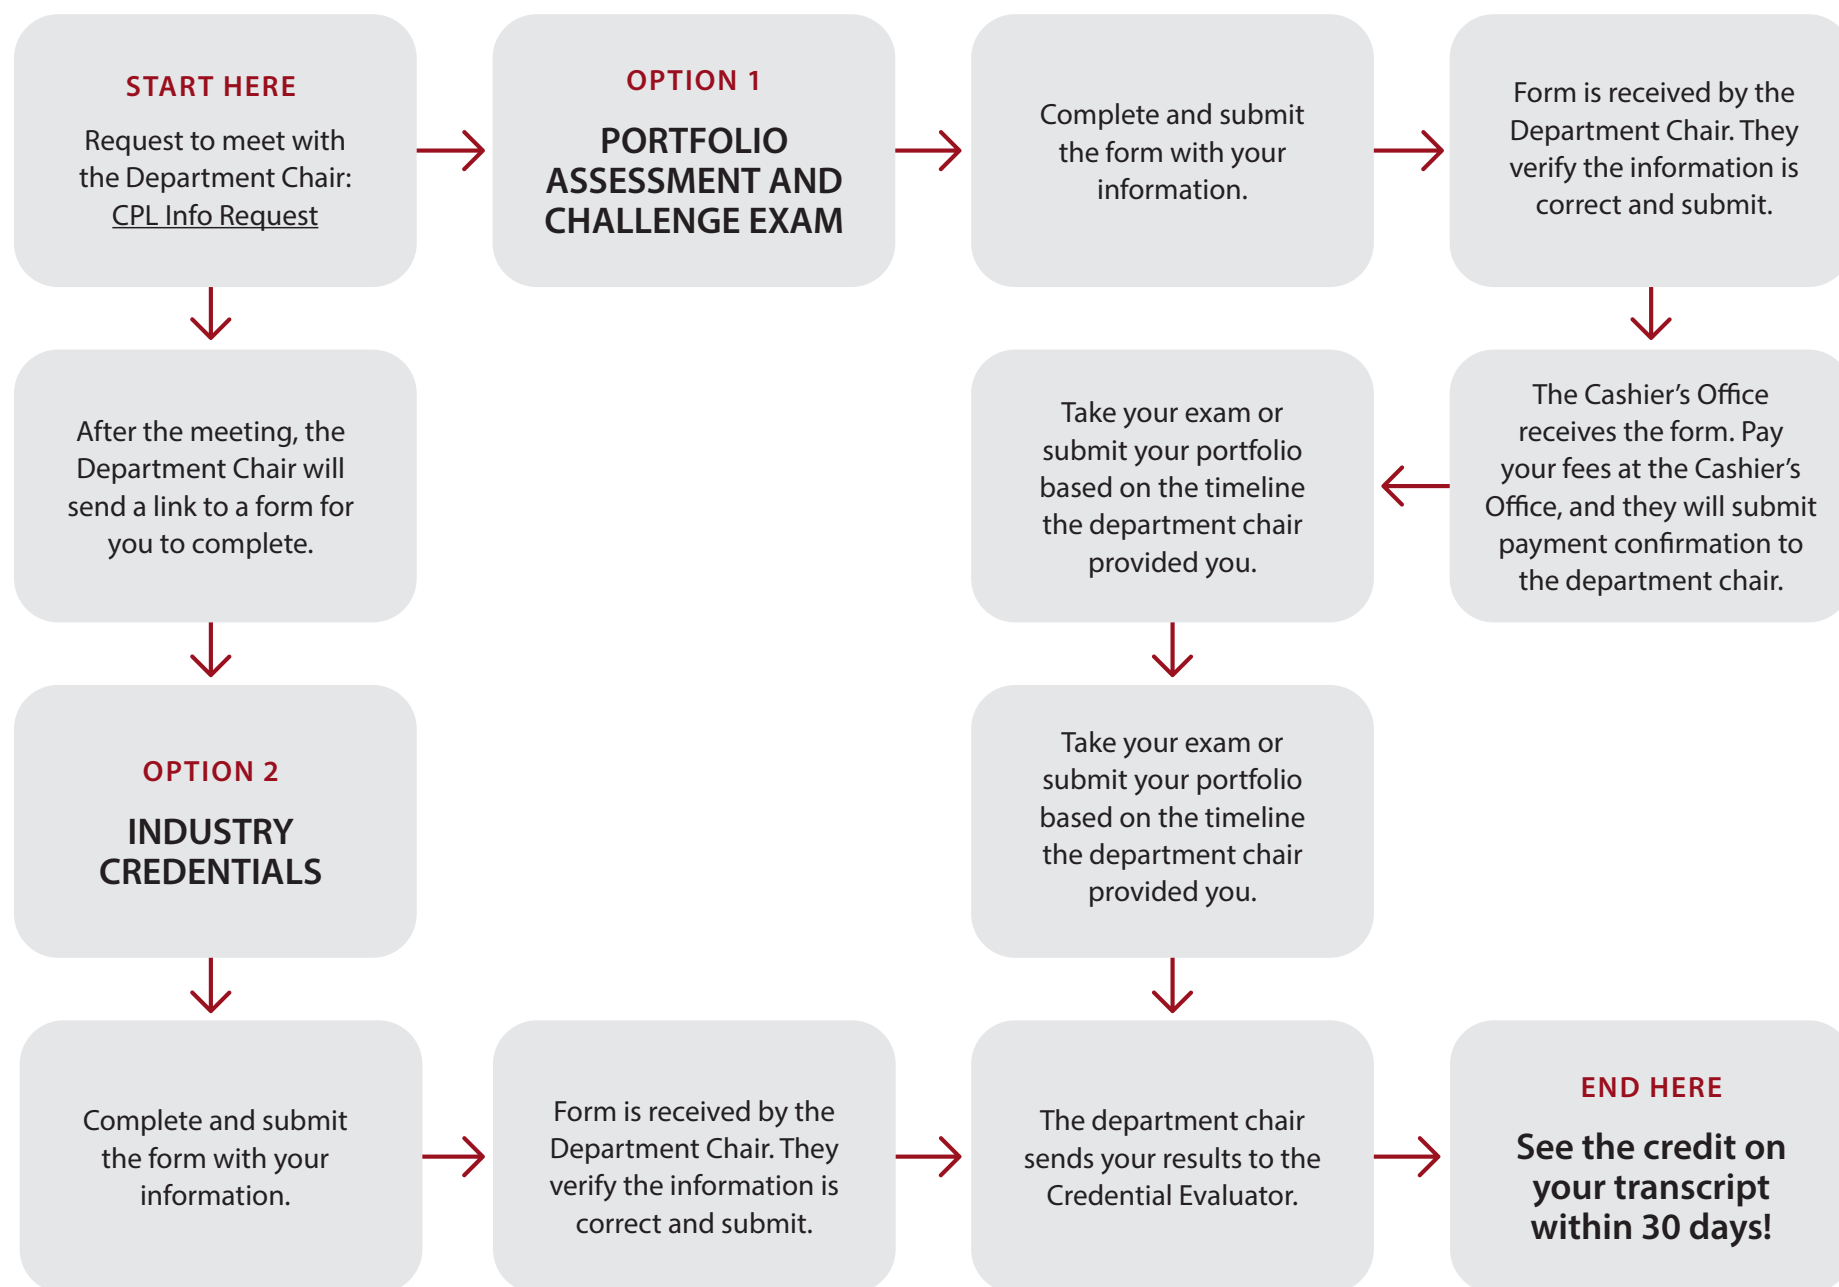 START HERE
Request to meet with
the Department Chair:
CPL Info Request
OPTION 1
PORTFOLIO
ASSESSMENT AND
CHALLENGE EXAM
Complete and submit
the form with your
information.
Form is received by the
Department Chair. They
verify the information is
correct and submit.
After the meeting, the
Department Chair will
send a link to a form for
you to complete.
Take your exam or
submit your portfolio
based on the timeline
the department chair
provided you.
The Cashier’s Office
receives the form. Pay
your fees at the Cashier’s
Office, and they will submit
payment confirmation to
the department chair.
OPTION 2
INDUSTRY
CREDENTIALS
Take your exam or
submit your portfolio
based on the timeline
the department chair
provided you.
Complete and submit
the form with your
information.
Form is received by the
Department Chair. They
verify the information is
correct and submit.
The department chair
sends your results to the
Credential Evaluator.
END HERE
See the credit on
your transcript
within 30 days!